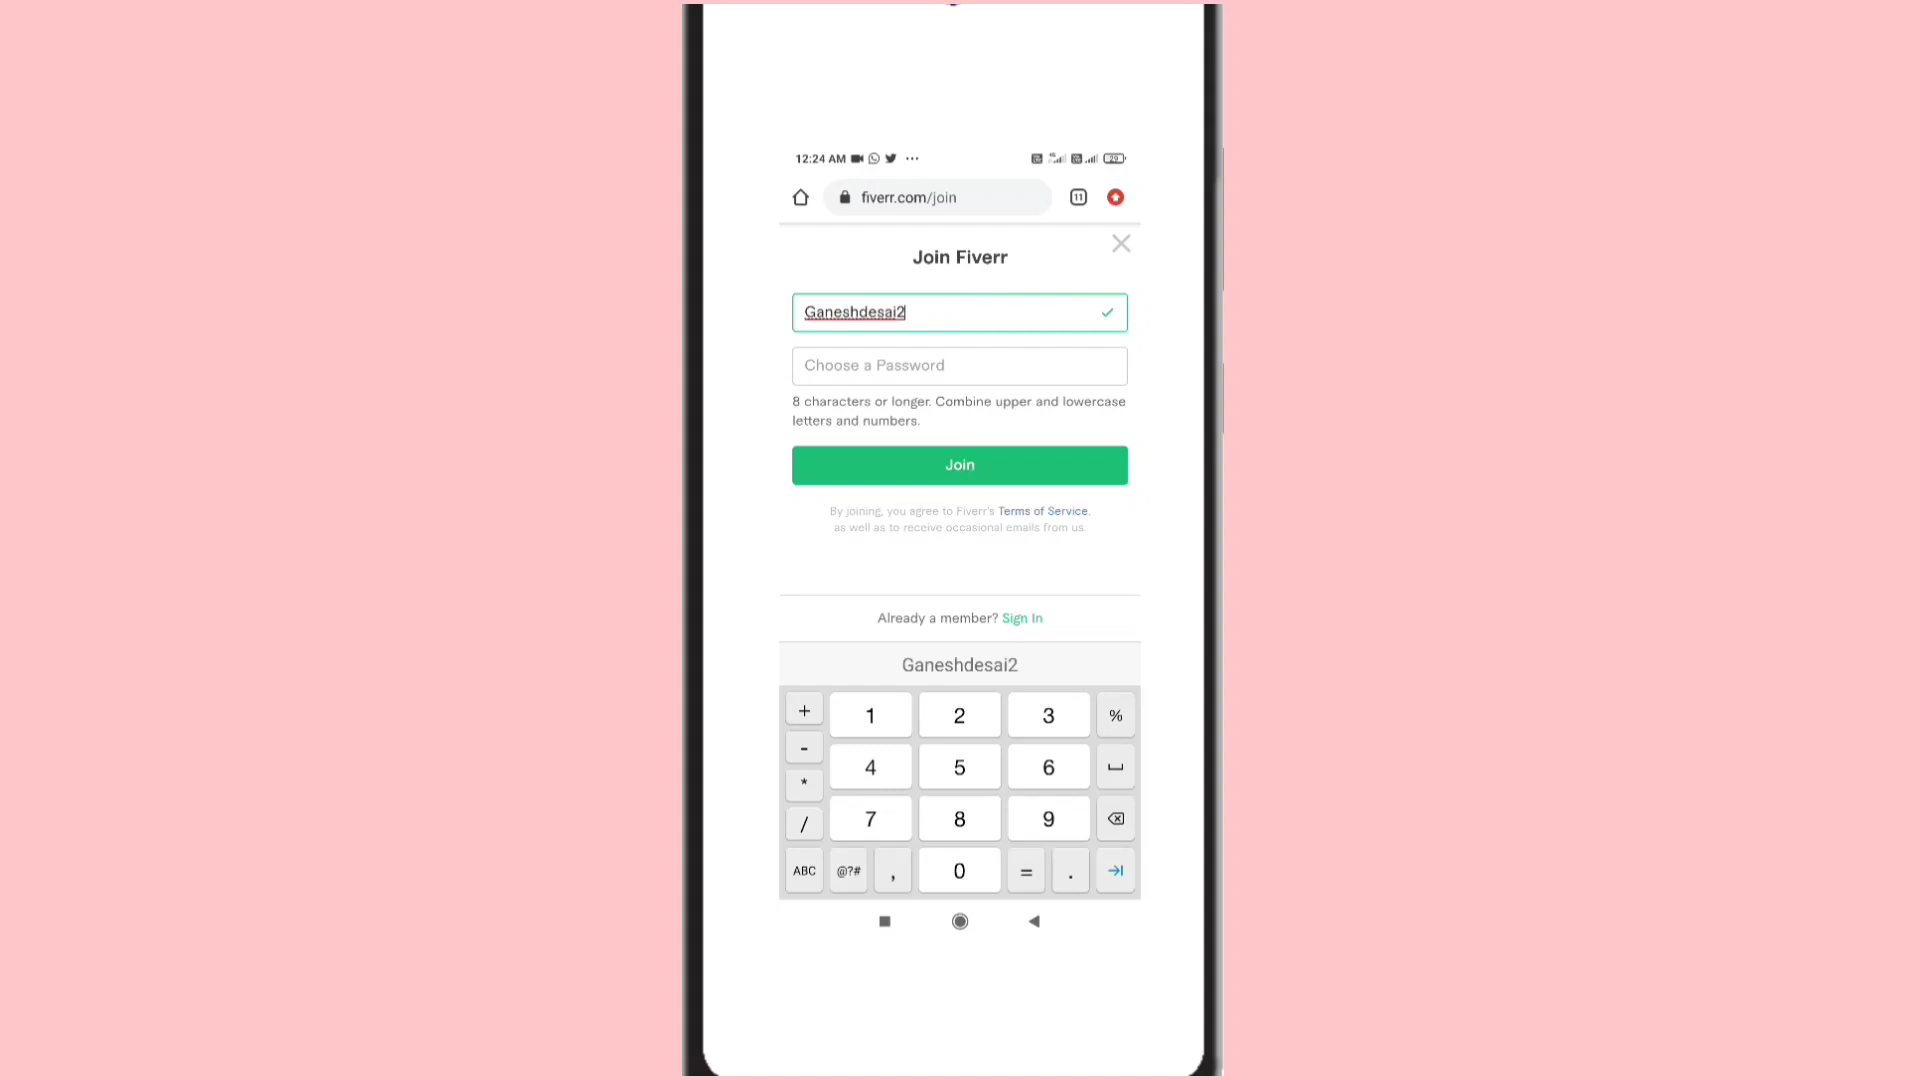 12:24 AM ...
29
fiverr.com/join
11
Join Fiverr
Ganeshdesai2
Choose a Password
8 characters or longer. Combine upper and lowercase
letters and numbers.
Join
By joining, you agree to Fiverr's Terms of Service,
as well as to receive occasional emails from us.
Already a member? Sign In
Ganeshdesai2
+ 1 2 3 %
- 4 5 6
*
/ 7 8 9
ABC @?# , 0 = .